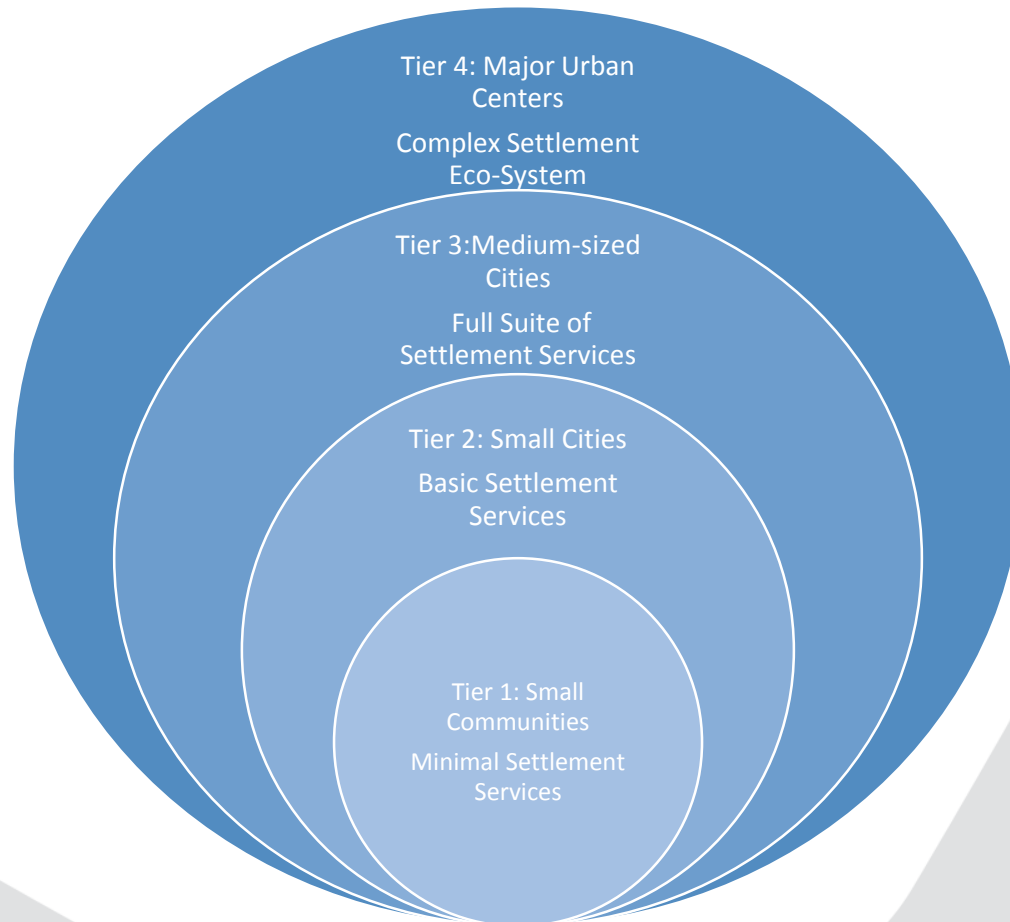 Tier 4: Major Urban
Centers
Complex Settlement
Eco-System
Tier 3:Medium-sized
Cities
Full Suite of
Settlement Services
Tier 2: Small Cities
Basic Settlement
Services
Tier 1: Small
Communities
Minimal Settlement
Services